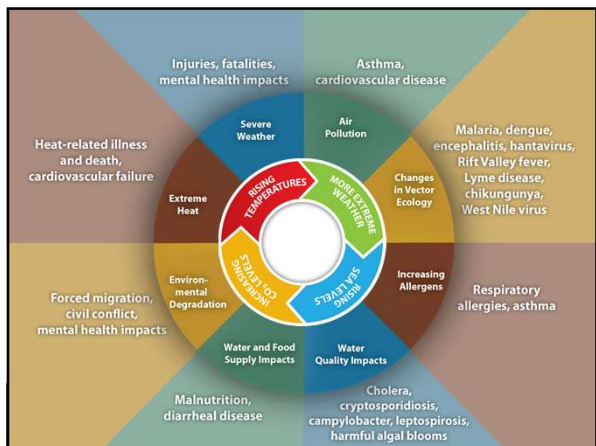 Injuries, fatalities,
mental health impacts
Asthma,
cardiovascular disease
Heat-related illness
and death,
cardiovascular failure
Malaria, dengue,
encephalitis, hantavirus,
Rift Valley fever,
Lyme disease,
chikungunya,
West Nile virus
Severe
Weather
Air
Pollution
Extreme
Heat
Changes
in Vector
Ecology
RISING
TEMPERATURES
MORE EXTREME
WEATHER
INCREASING
CO₂ LEVELS
RISING
SEA LEVELS
Environ-
mental
Degradation
Increasing
Allergens
Forced migration,
civil conflict,
mental health impacts
Respiratory
allergies, asthma
Water and Food
Supply Impacts
Water
Quality Impacts
Malnutrition,
diarrheal disease
Cholera,
cryptosporidiosis,
campylobacter, leptospirosis,
harmful algal blooms